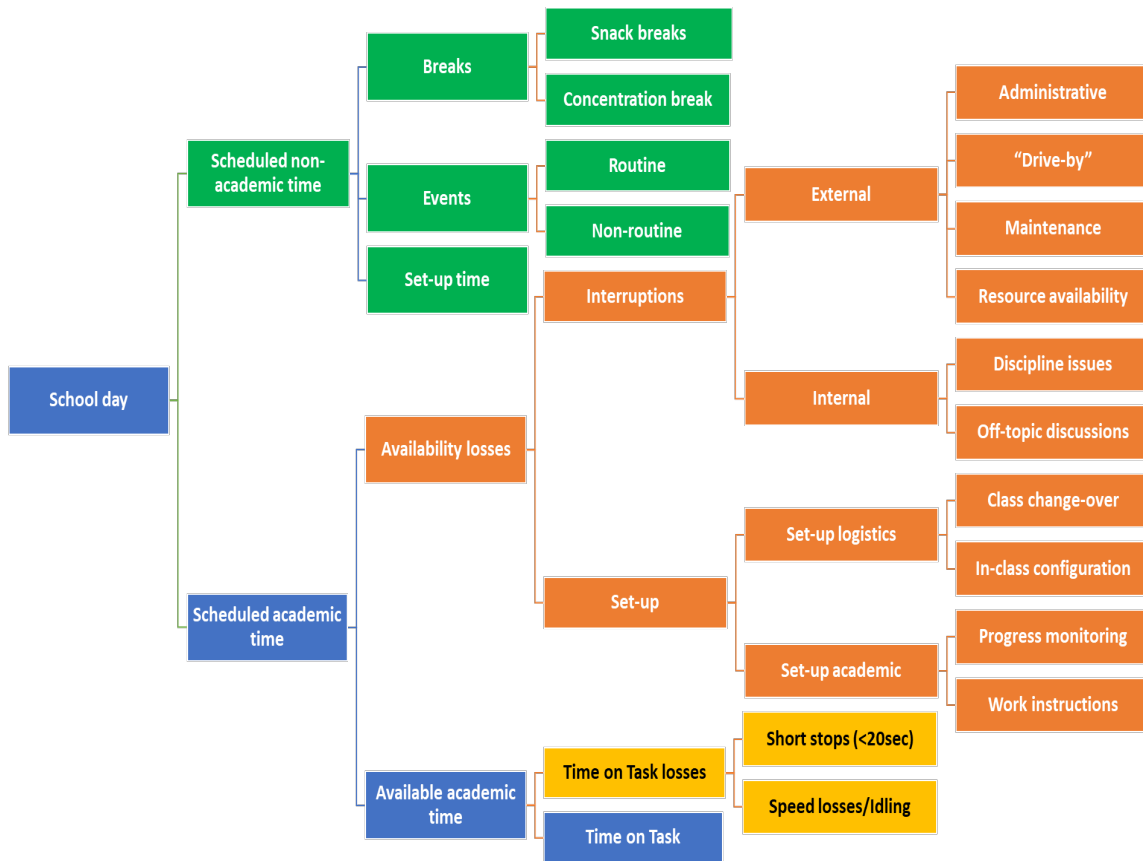 School day
Scheduled non-
academic time
Breaks
Snack breaks
Concentration break
Events
Routine
Non-routine
Set-up time
Scheduled academic
time
Availability losses
Interruptions
External
Administrative
“Drive-by”
Maintenance
Resource availability
Internal
Discipline issues
Off-topic discussions
Set-up
Set-up logistics
Class change-over
In-class configuration
Set-up academic
Progress monitoring
Work instructions
Available academic
time
Time on Task losses
Short stops (<20sec)
Speed losses/Idling
Time on Task